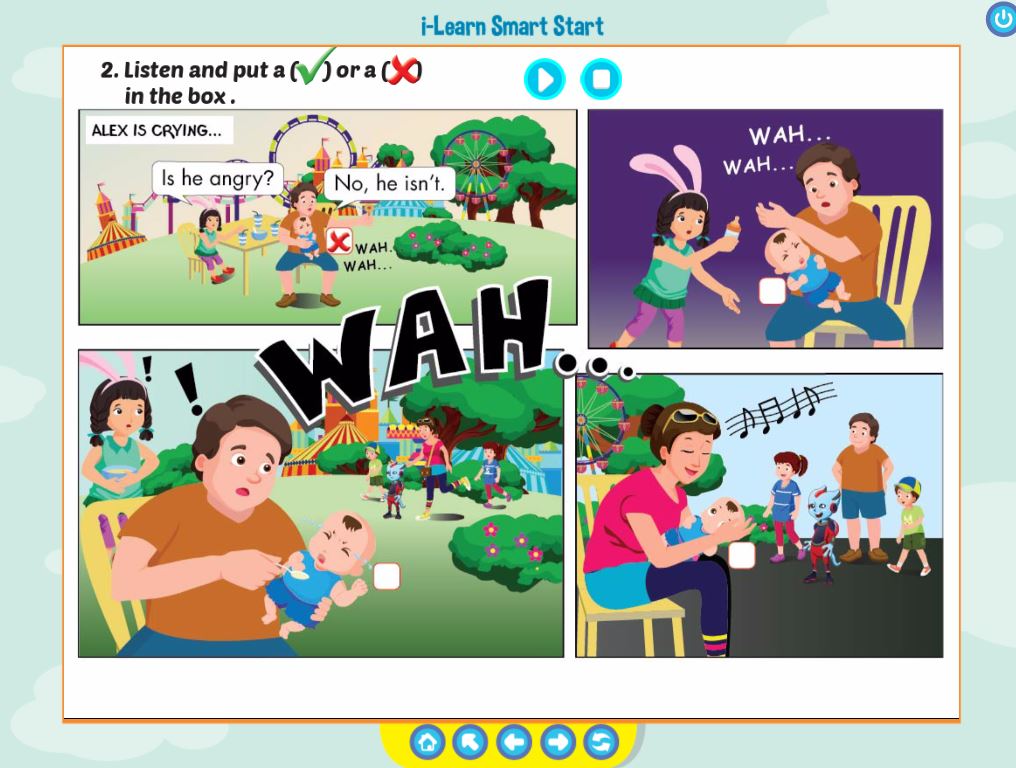 i-Learn Smart Start
2. Listen and put a (✓) or a (✗)
in the box .
ALEX IS CRYING...
Is he angry?
No, he isn't.
WAH.
WAH...
WAH...
WAH...
WAH...
! !